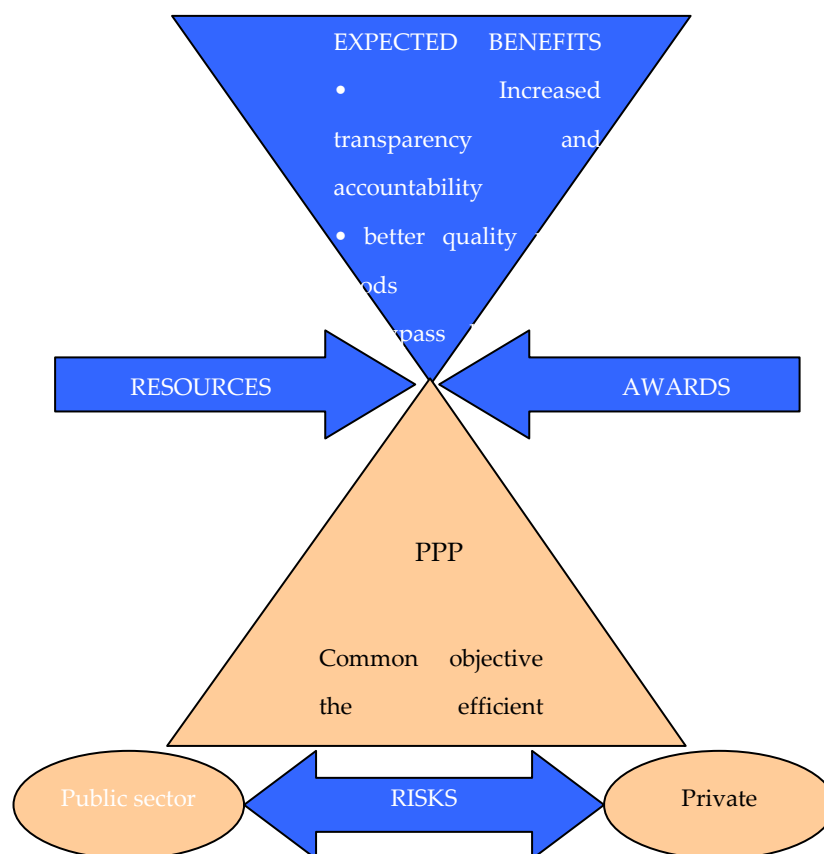 EXPECTED BENEFITS
• Increased
transparency and
accountability
• better quality
RESOURCES
AWARDS
PPP
Common objective
the efficient
Public sector
RISKS
Private